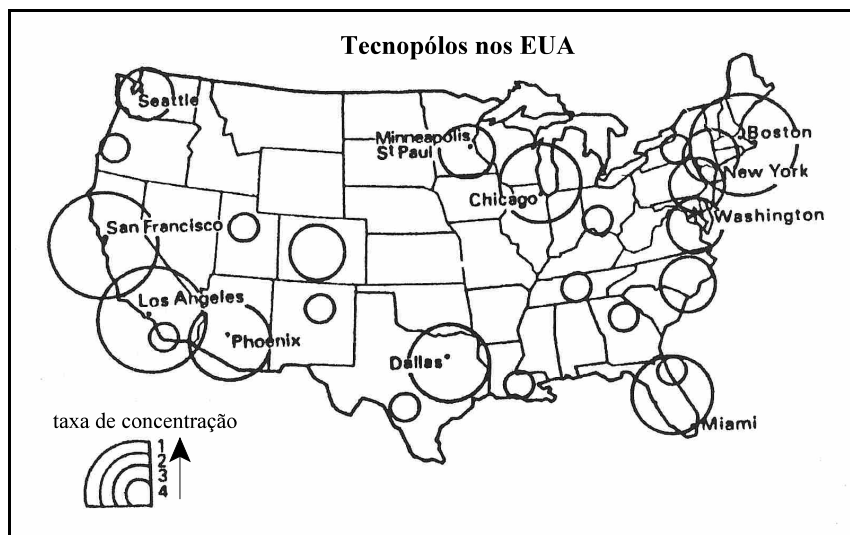 Tecnopólos nos EUA
Seattle
Minneapolis
St Paul
Boston
New York
Chicago
Washington
San Francisco
Los Angeles
Phoenix
Dallas
Miami
taxa de concentração
1
2
3
4